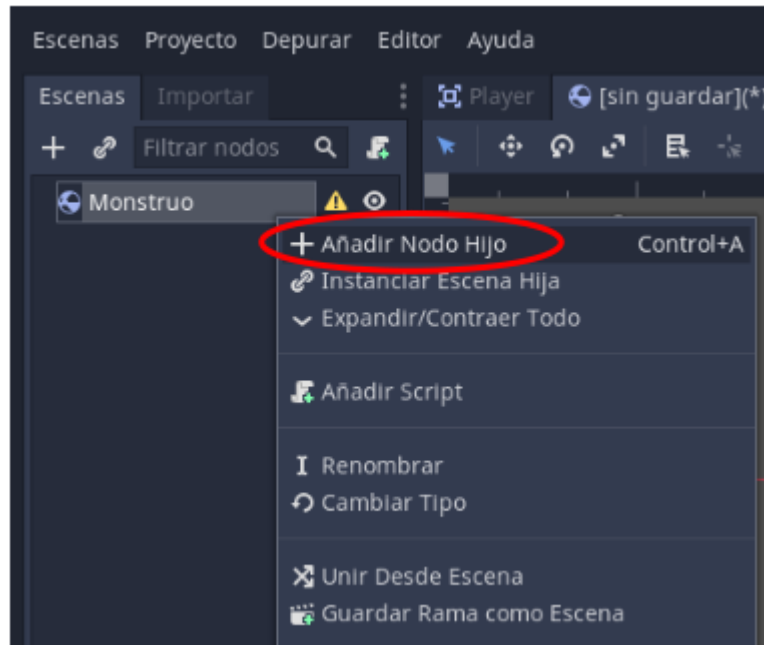 Escenas Proyecto Depurar Editor Ayuda
Escenas Importar
Player [sin guardar](*)
Filtrar nodos
Monstruo
Añadir Nodo Hijo Control+A
Instanciar Escena Hija
Expandir/Contraer Todo
Añadir Script
Renombrar
Cambiar Tipo
Unir Desde Escena
Guardar Rama como Escena